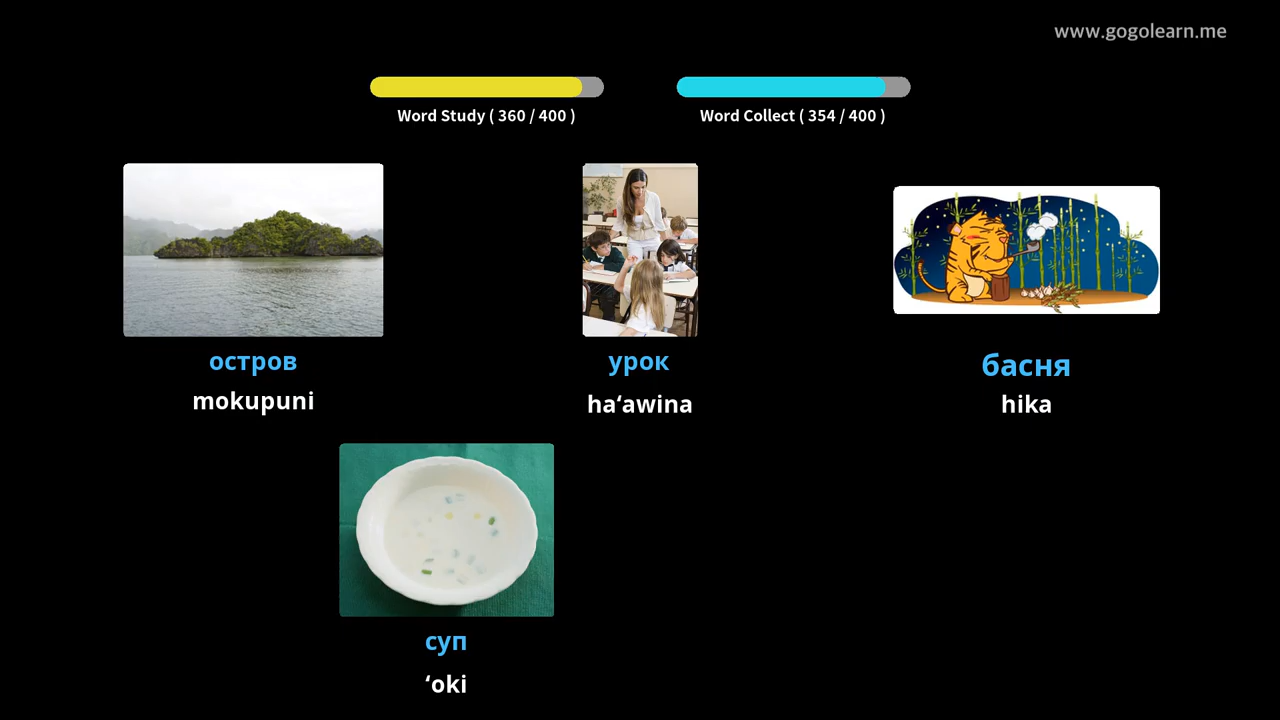 www.gogolearn.me
Word Study ( 360 / 400 )
Word Collect ( 354 / 400 )
остров
mokupuni
урок
haʻawina
басня
hika
суп
ʻoki